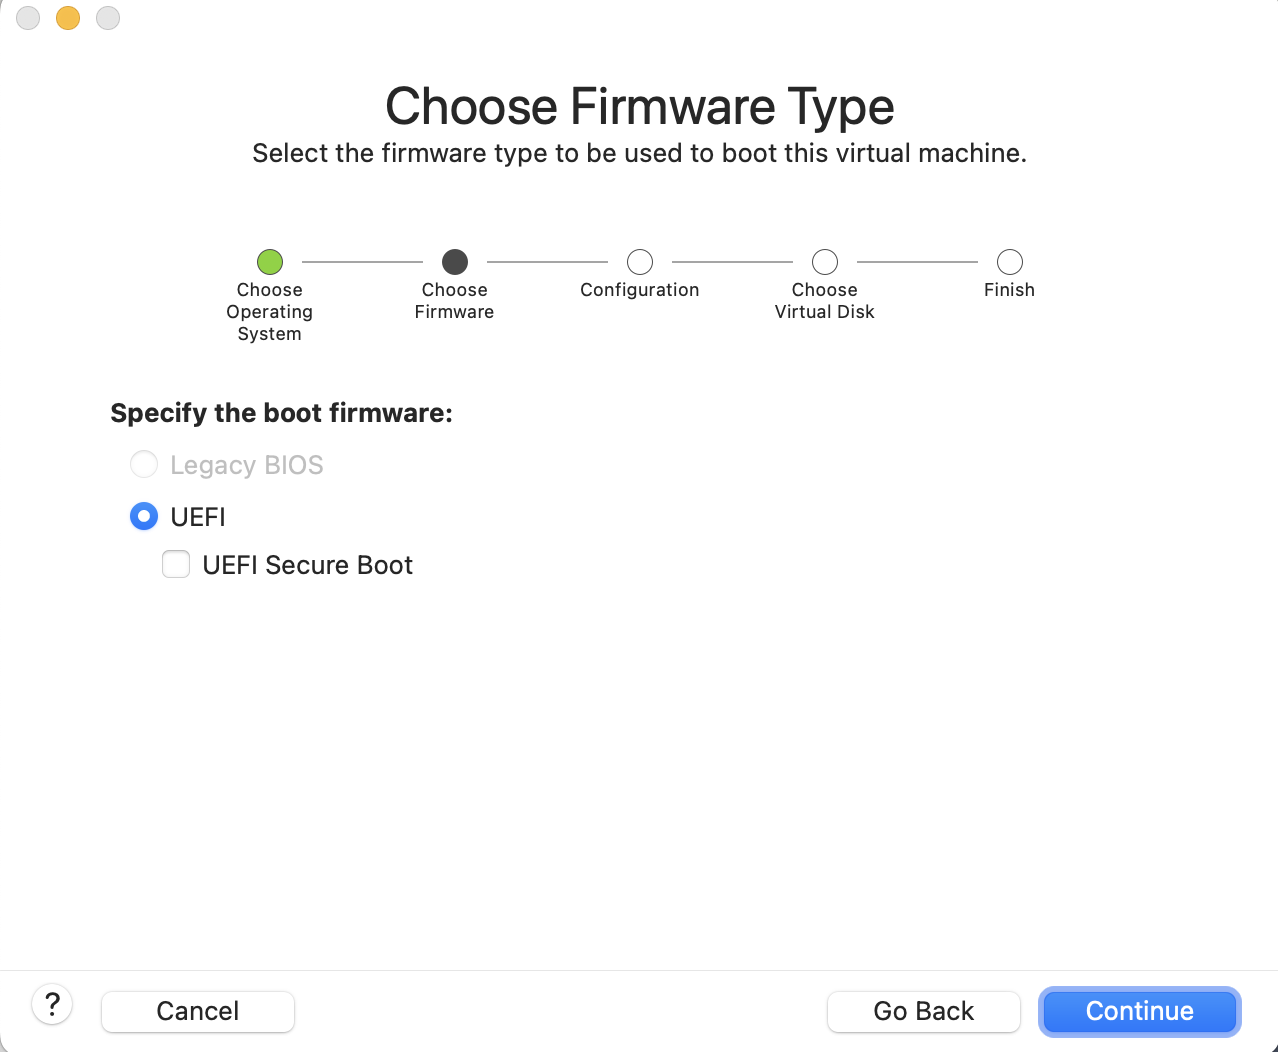 Choose Firmware Type
Select the firmware type to be used to boot this virtual machine.
Choose
Operating
System
Choose
Firmware
Configuration
Choose
Virtual Disk
Finish
Specify the boot firmware:
Legacy BIOS
UEFI
UEFI Secure Boot
?
Cancel
Go Back
Continue